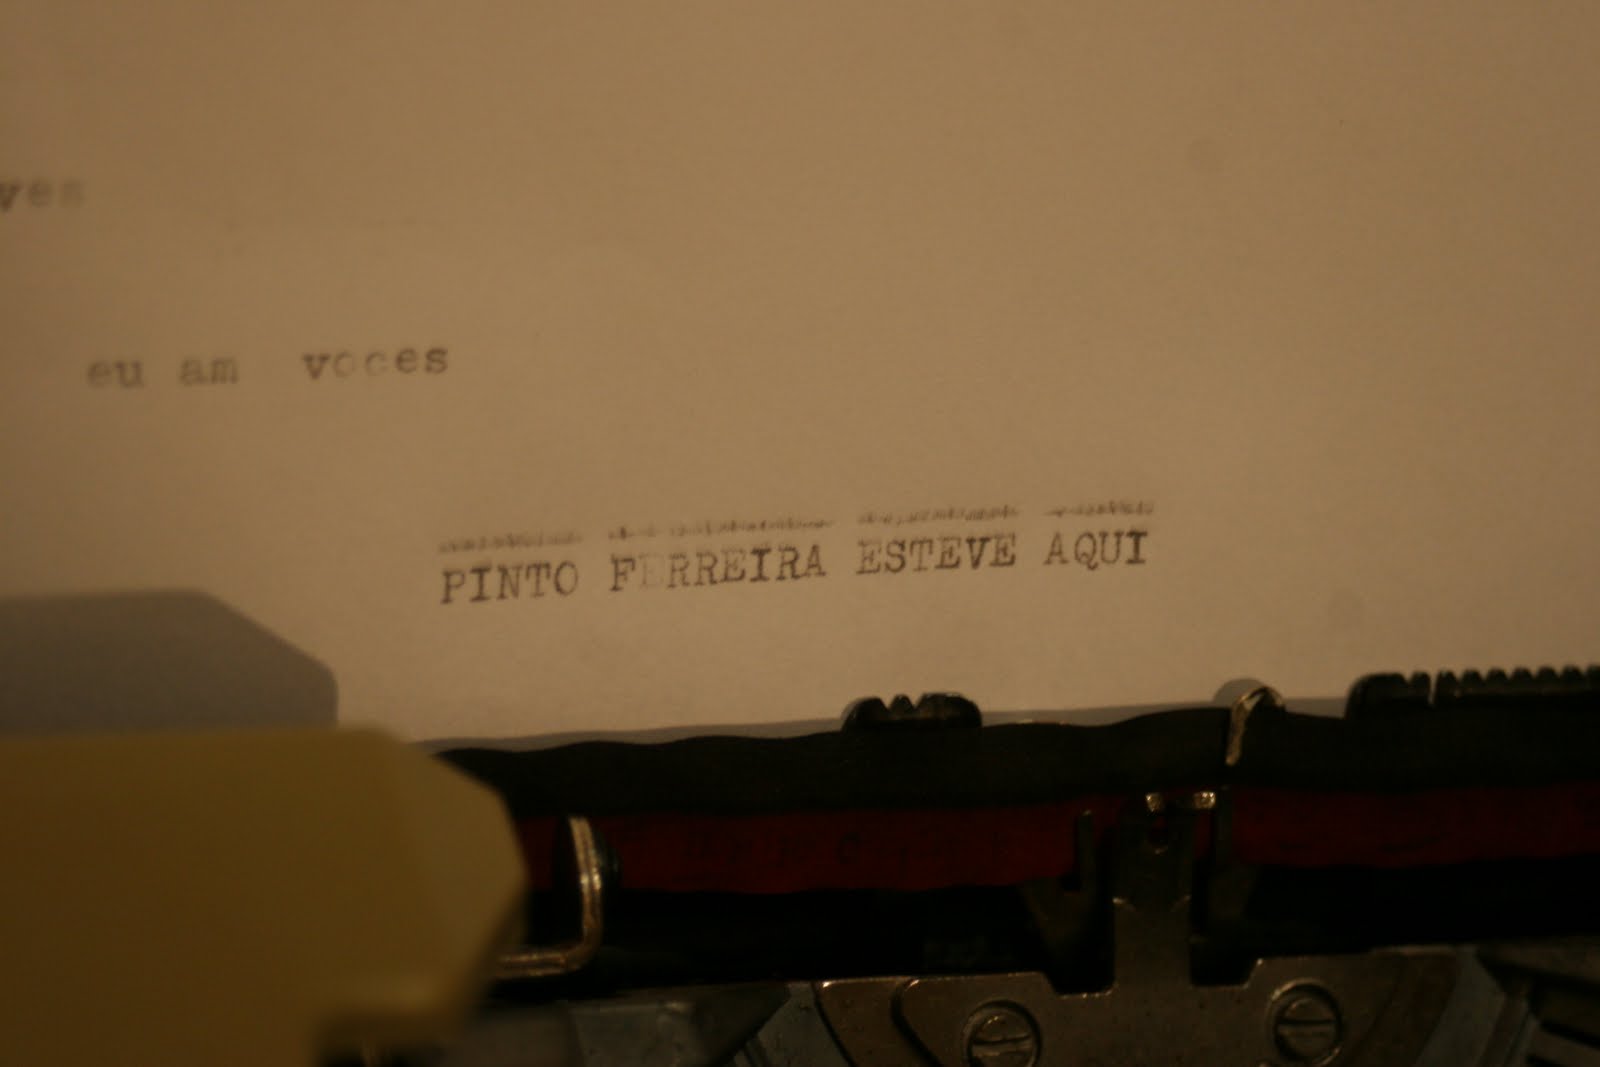 ves
eu am voces
PINTO FERREIRA ESTEVE AQUI